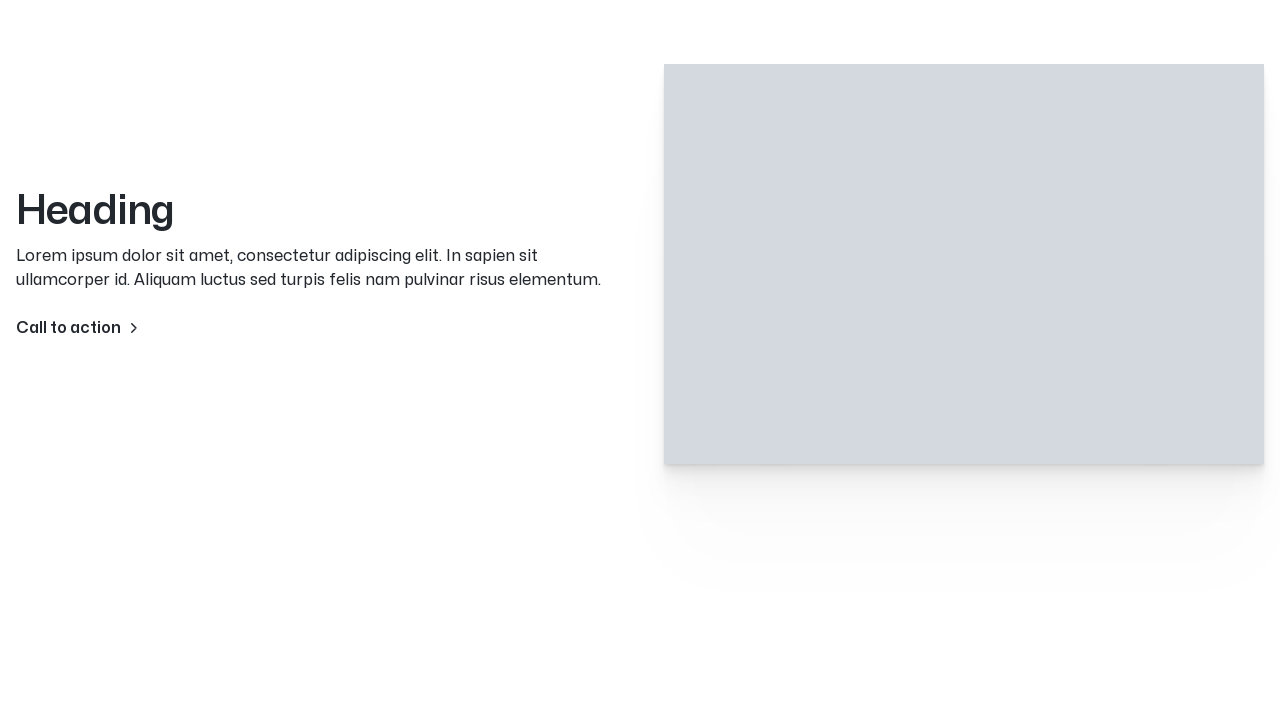 Heading
Lorem ipsum dolor sit amet, consectetur adipiscing elit. In sapien sit
ullamcorper id. Aliquam luctus sed turpis felis nam pulvinar risus elementum.
Call to action